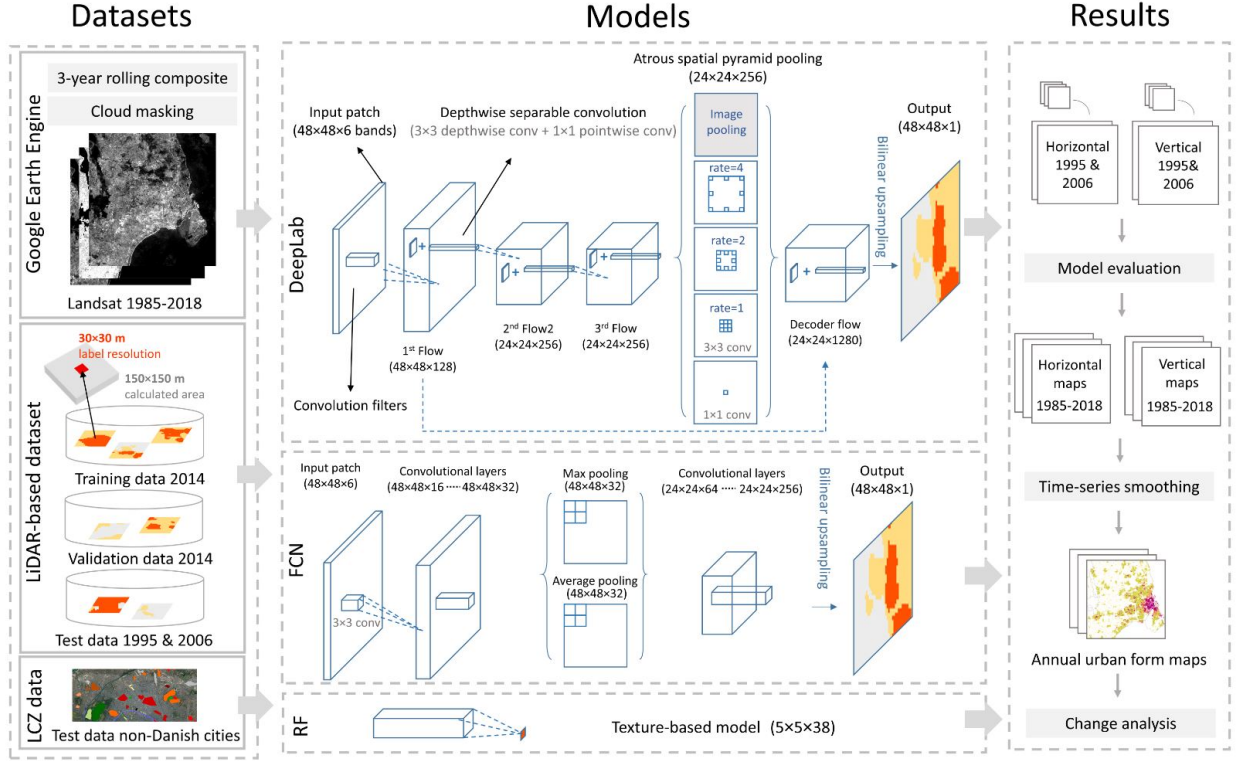 Datasets
Models
Results
Google Earth Engine
3-year rolling composite
Cloud masking
Landsat 1985-2018
LiDAR-based dataset
30×30 m
label resolution
150×150 m
calculated area
Training data 2014
Validation data 2014
Test data 1995 & 2006
LCZ data
Test data non-Danish cities
DeepLab
Input patch
(48×48×6 bands)
Depthwise separable convolution
(3×3 depthwise conv + 1×1 pointwise conv)
Atrous spatial pyramid pooling
(24×24×256)
Image
pooling
rate=4
rate=2
rate=1
3×3 conv
1×1 conv
Output
(48×48×1)
Bilinear upsampling
+
+
+
+
1st Flow
(48×48×128)
2nd Flow2
(24×24×256)
3rd Flow
(24×24×256)
Decoder flow
(24×24×1280)
Convolution filters
FCN
Input patch
(48×48×6)
Convolutional layers
(48×48×16 ····· 48×48×32)
Max pooling
(48×48×32)
Average pooling
(48×48×32)
Convolutional layers
(24×24×64 ····· 24×24×256)
Bilinear upsampling
Output
(48×48×1)
3×3 conv
RF
Texture-based model (5×5×38)
Horizontal
1995 &
2006
Vertical
1995&
2006
Model evaluation
Horizontal
maps
1985-2018
Vertical
maps
1985-2018
Time-series smoothing
Annual urban form maps
Change analysis